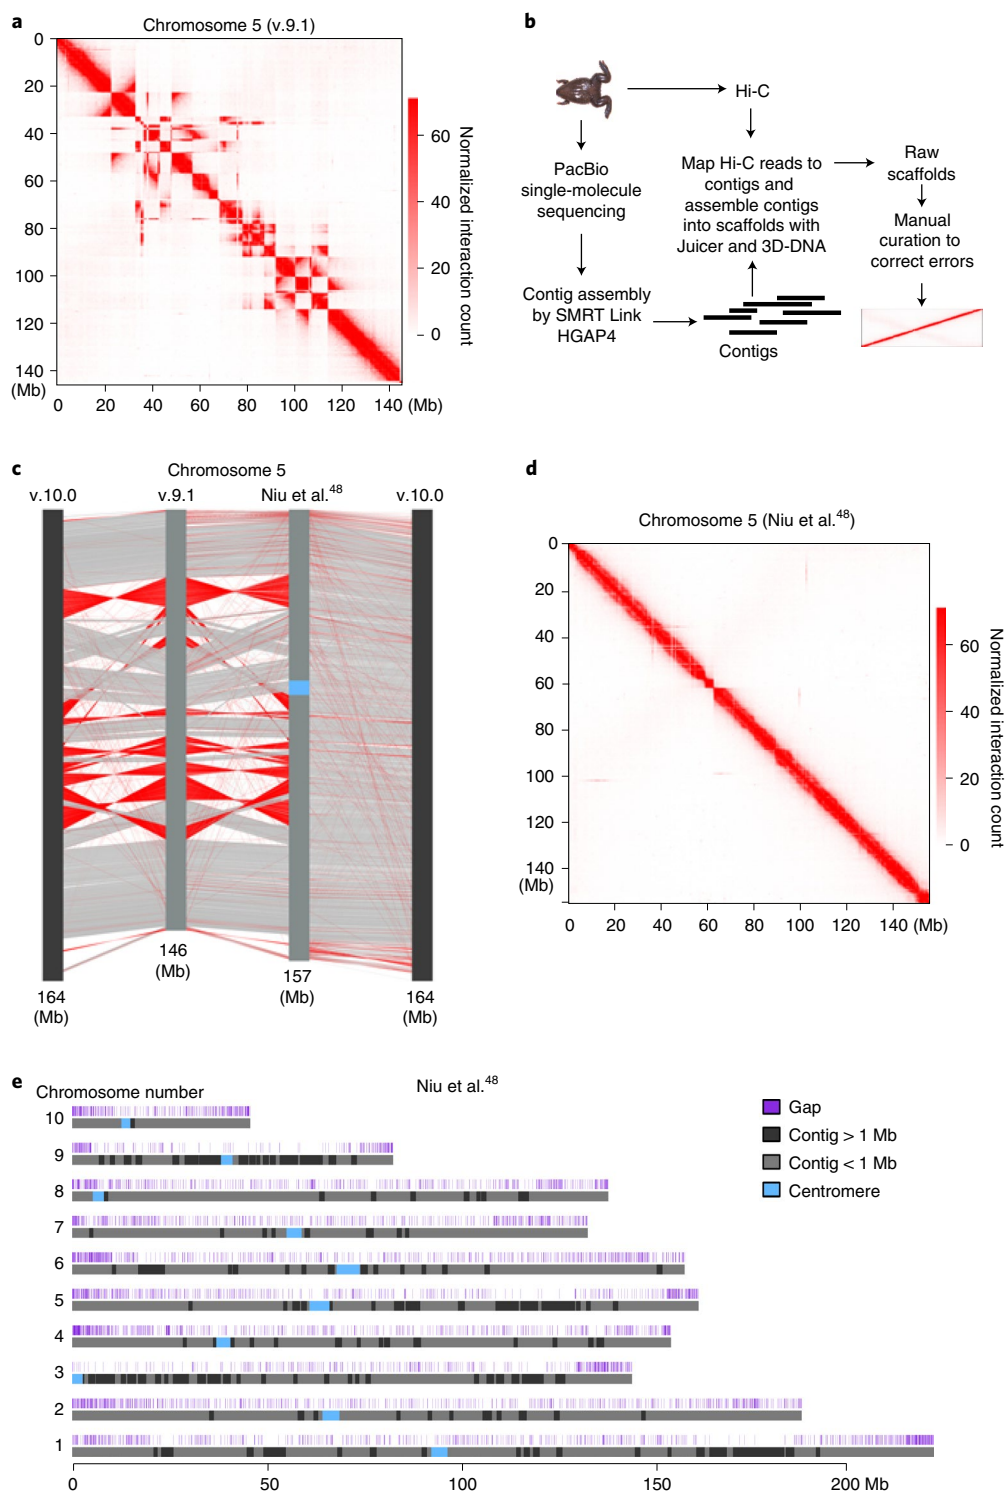 a
Chromosome 5 (v.9.1)
0
20
40
60
80
100
120
140
(Mb)
0 20 40 60 80 100 120 140 (Mb)
60
40
20
0
Normalized interaction count
b
Hi-C
PacBio
single-molecule
sequencing
Map Hi-C reads to
contigs and
assemble contigs
into scaffolds with
Juicer and 3D-DNA
Raw
scaffolds
Manual
curation to
correct errors
Contig assembly
by SMRT Link
HGAP4
Contigs
c
Chromosome 5
v.10.0 v.9.1 Niu et al.48 v.10.0
146
(Mb)
157
(Mb)
164
(Mb)
164
(Mb)
d
Chromosome 5 (Niu et al.48)
0
20
40
60
80
100
120
140
(Mb)
0 20 40 60 80 100 120 140 (Mb)
60
40
20
0
Normalized interaction count
e
Chromosome number
Niu et al.48
10
9
8
7
6
5
4
3
2
1
0 50 100 150 200 Mb
Gap
Contig > 1 Mb
Contig < 1 Mb
Centromere